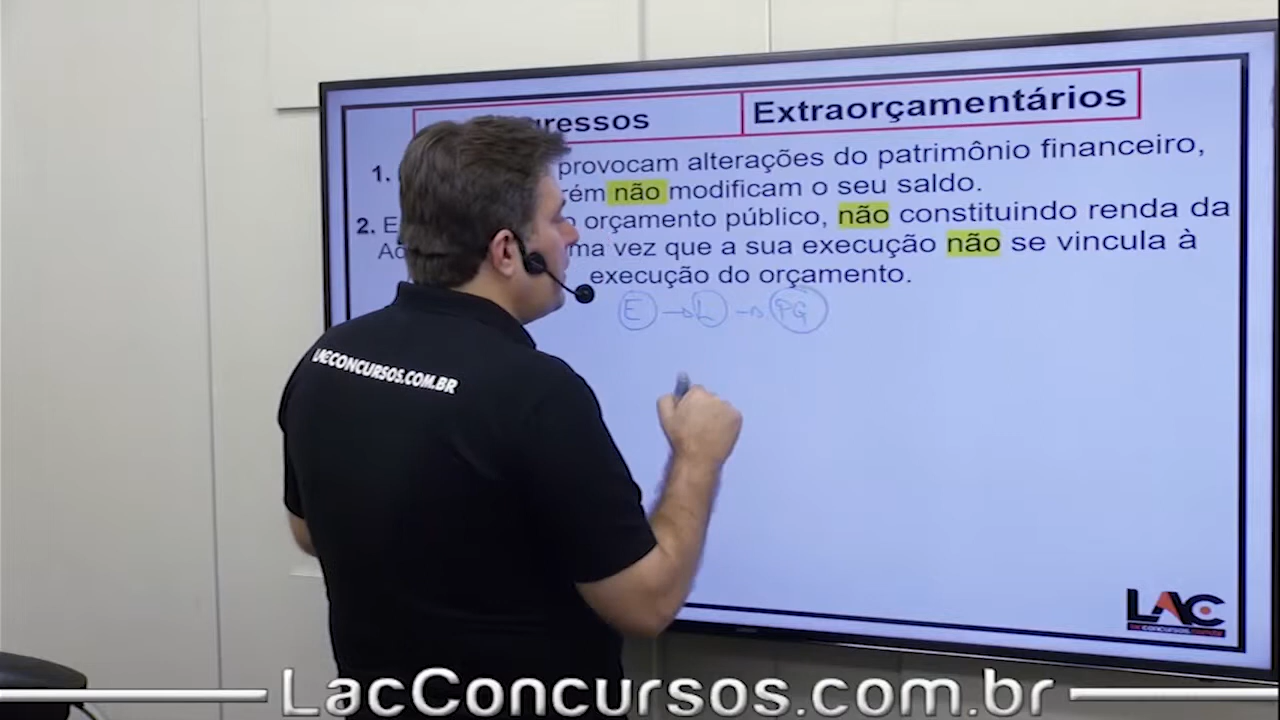 gressos
Extraorçamentários
1. provocam alterações do patrimônio financeiro,
rém não modificam o seu saldo.
2. E o orçamento público, não constituindo renda da
Ad ma vez que a sua execução não se vincula à
execução do orçamento.
E L PG
LACCONCURSOS.COM.BR
LAC
LacConcursos.com.br